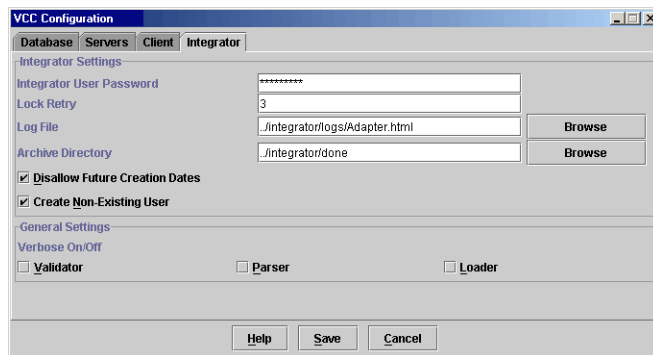 VCC Configuration
Database Servers Client Integrator
Integrator Settings
Integrator User Password *********
Lock Retry 3
Log File ../integrator/logs/Adapter.html Browse
Archive Directory ../integrator/done Browse
Disallow Future Creation Dates
Create Non-Existing User
General Settings
Verbose On/Off
Validator Parser Loader
Help Save Cancel